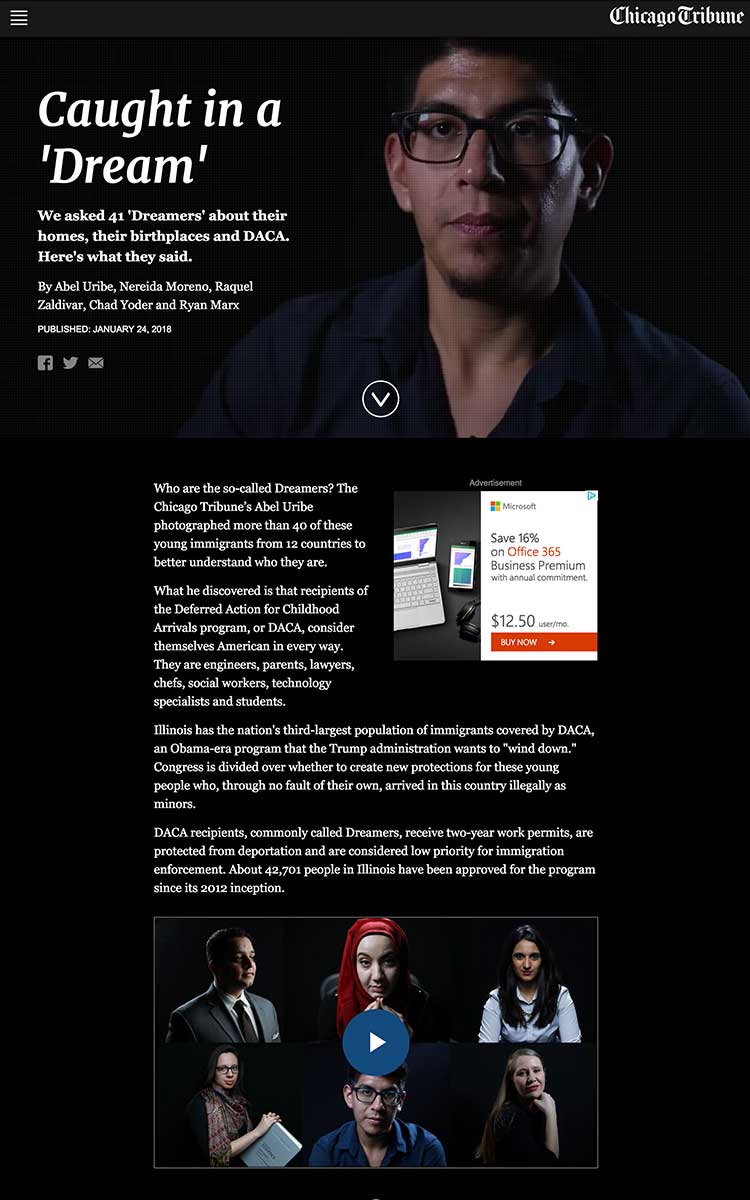 Chicago Tribune
Caught in a
'Dream'
We asked 41 'Dreamers' about their
homes, their birthplaces and DACA.
Here's what they said.
By Abel Uribe, Nereida Moreno, Raquel
Zaldivar, Chad Yoder and Ryan Marx
PUBLISHED: JANUARY 24, 2018
Who are the so-called Dreamers? The
Chicago Tribune’s Abel Uribe
photographed more than 40 of these
young immigrants from 12 countries to
better understand who they are.
What he discovered is that recipients of
the Deferred Action for Childhood
Arrivals program, or DACA, consider
themselves American in every way.
They are engineers, parents, lawyers,
chefs, social workers, technology
specialists and students.
Advertisement
Microsoft
Save 16%
on Office 365
Business Premium
with annual commitment.
$12.50 user/mo.
BUY NOW →
Illinois has the nation's third-largest population of immigrants covered by DACA,
an Obama-era program that the Trump administration wants to "wind down."
Congress is divided over whether to create new protections for these young
people who, through no fault of their own, arrived in this country illegally as
minors.
DACA recipients, commonly called Dreamers, receive two-year work permits, are
protected from deportation and are considered low priority for immigration
enforcement. About 42,701 people in Illinois have been approved for the program
since its 2012 inception.